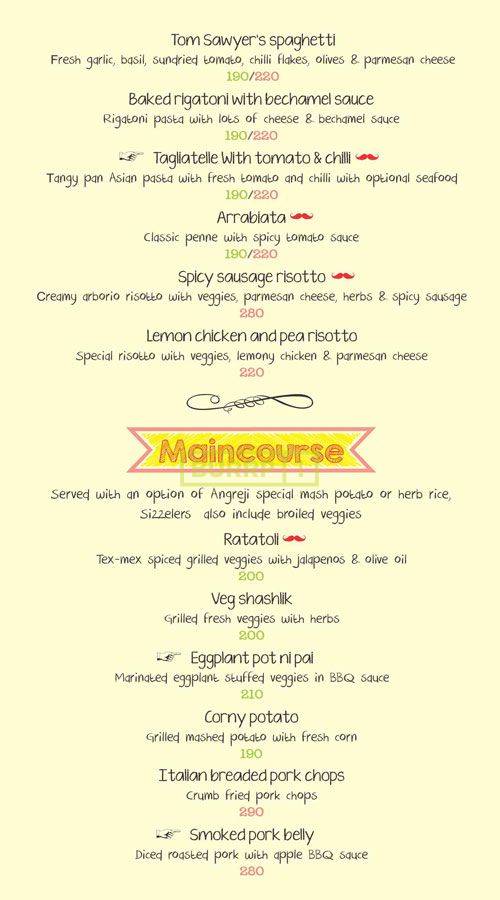 Tom Sawyer's spaghetti
Fresh garlic, basil, sundried tomato, chilli flakes, olives & parmesan cheese
190/220
Baked rigatoni with bechamel sauce
Rigatoni pasta with lots of cheese & bechamel sauce
190/220
Tagliatelle With tomato & chilli
Tangy pan Asian pasta with fresh tomato and chilli with optional seafood
190/220
Arrabiata
Classic penne with spicy tomato sauce
190/220
Spicy sausage risotto
Creamy arborio risotto with veggies, parmesan cheese, herbs & spicy sausage
280
Lemon chicken and pea risotto
Special risotto with veggies, lemony chicken & parmesan cheese
220
Maincourse
BURRP!
Served with an option of Angreji special mash potato or herb rice,
Sizzelers also include broiled veggies
Ratatoli
Tex-mex spiced grilled veggies with jalapenos & olive oil
200
Veg shashlik
Grilled fresh veggies with herbs
200
Eggplant pot ni pai
Marinated eggplant stuffed veggies in BBQ sauce
210
Corny potato
Grilled mashed potato with fresh corn
190
Italian breaded pork chops
Crumb fried pork chops
290
Smoked pork belly
Diced roasted pork with apple BBQ sauce
280